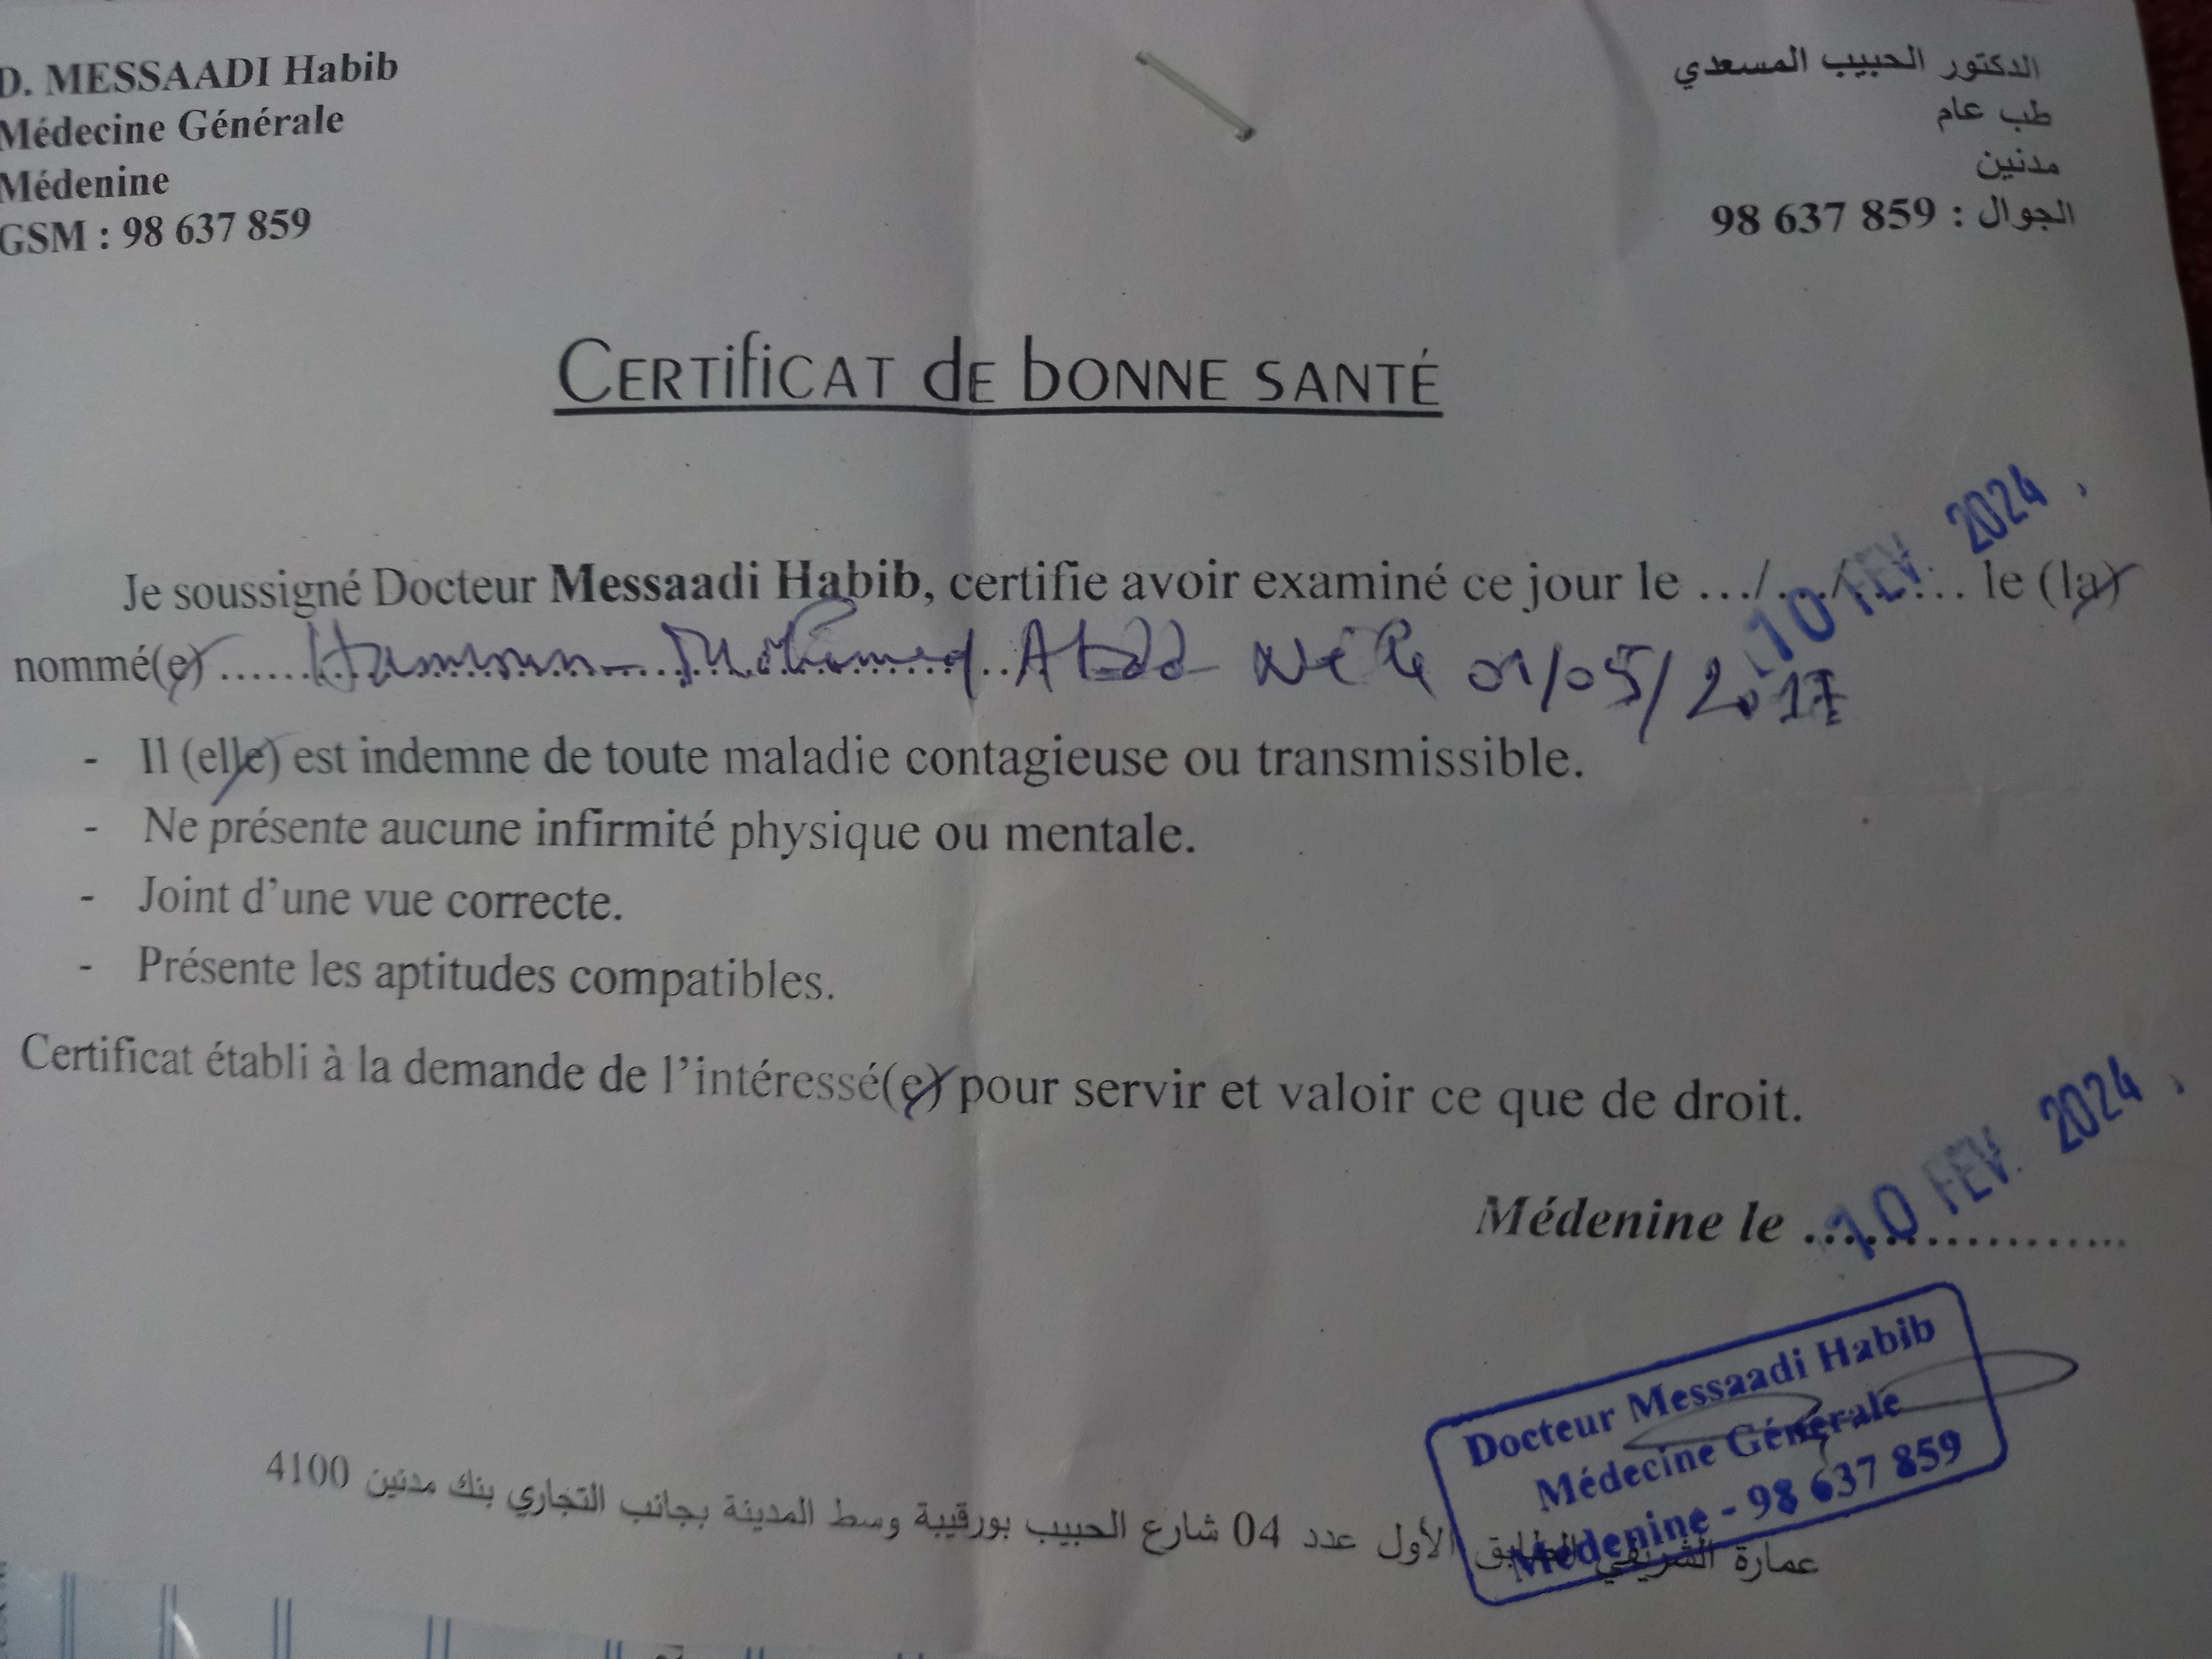 D. MESSAADI Habib
Médecine Générale
Médenine
GSM : 98 637 859
الدكتور الحبيب المسعدي
طب عام
مدنين
الجوال : 98 637 859
CERTIFICAT dE bONNE SANTÉ
Je soussigné Docteur Messaadi Habib, certifie avoir examiné ce jour le .../.../...... le (la)
10 FEV. 2024
nommé(e) ...... Mohamed Né le 01/05/2017
- Il (elle) est indemne de toute maladie contagieuse ou transmissible.
- Ne présente aucune infirmité physique ou mentale.
- Joint d'une vue correcte.
- Présente les aptitudes compatibles.
Certificat établi à la demande de l'intéressé(e) pour servir et valoir ce que de droit.
Médenine le ....................
10 FEV. 2024
Docteur Messaadi Habib
Médecine Générale
Médenine - 98 637 859
عمارة الشريفي الطابق الأول عدد 04 شارع الحبيب بورقيبة وسط المدينة بجانب التجاري بنك مدنين 4100